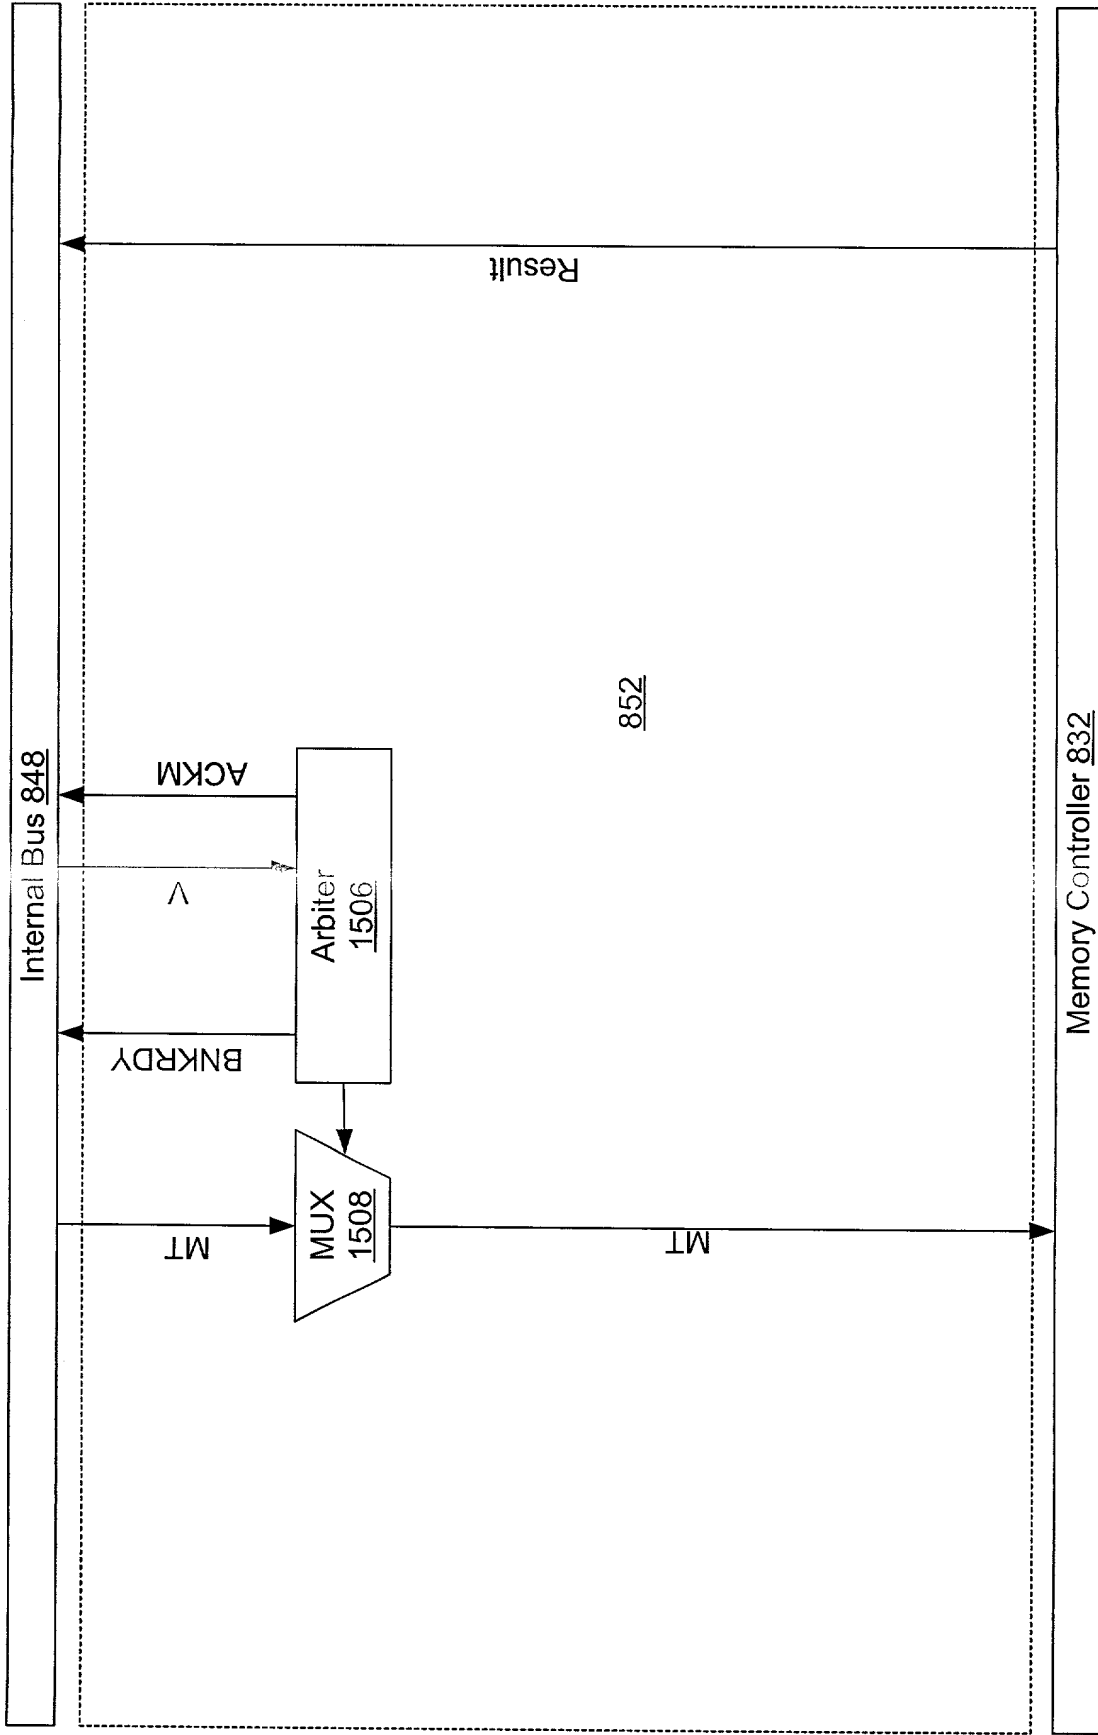 Internal Bus 848
MT
BNKRDY
V
ACKM
MUX
1508
Arbiter
1506
852
MT
Result
Memory Controller 832